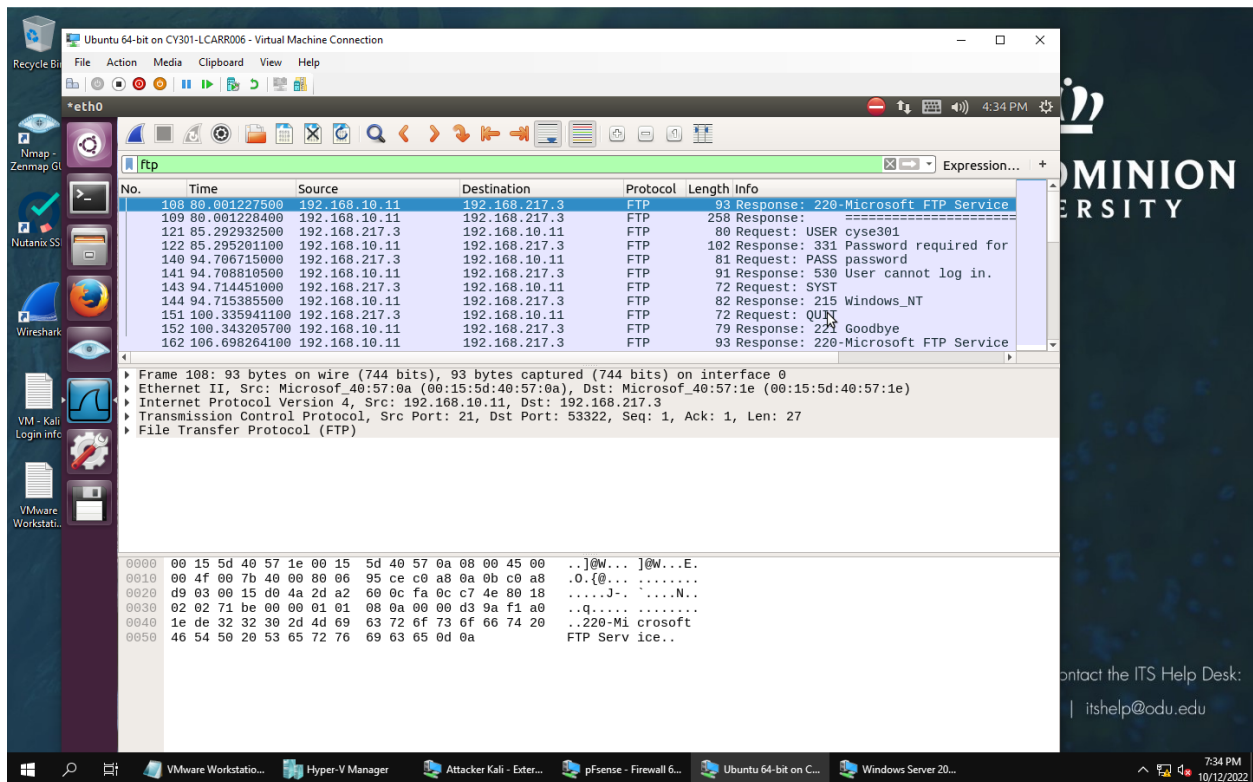 Recycle Bi
Ubuntu 64-bit on CY301-LCARR006 - Virtual Machine Connection
File Action Media Clipboard View Help
*eth0
4:34 PM
ftp
Expression...
+
No. Time Source Destination Protocol Length Info
108 80.001227500 192.168.10.11 192.168.217.3 FTP 93 Response: 220-Microsoft FTP Service
109 80.001228400 192.168.10.11 192.168.217.3 FTP 258 Response: =======================
121 85.292632500 192.168.217.3 192.168.10.11 FTP 80 Request: USER cyse301
122 85.295201100 192.168.10.11 192.168.217.3 FTP 102 Response: 331 Password required for
140 94.706715000 192.168.217.3 192.168.10.11 FTP 81 Request: PASS password
141 94.708810500 192.168.10.11 192.168.217.3 FTP 91 Response: 530 User cannot log in.
143 94.714451000 192.168.217.3 192.168.10.11 FTP 72 Request: SYST
144 94.715385500 192.168.10.11 192.168.217.3 FTP 82 Response: 215 Windows_NT
151 100.335941100 192.168.217.3 192.168.10.11 FTP 72 Request: QUIT
152 100.343205700 192.168.10.11 192.168.217.3 FTP 79 Response: 221 Goodbye
162 106.698264100 192.168.10.11 192.168.217.3 FTP 93 Response: 220-Microsoft FTP Service
Frame 108: 93 bytes on wire (744 bits), 93 bytes captured (744 bits) on interface 0
Ethernet II, Src: Microsof_40:57:0a (00:15:5d:40:57:0a), Dst: Microsof_40:57:1e (00:15:5d:40:57:1e)
Internet Protocol Version 4, Src: 192.168.10.11, Dst: 192.168.217.3
Transmission Control Protocol, Src Port: 21, Dst Port: 53322, Seq: 1, Ack: 1, Len: 27
File Transfer Protocol (FTP)
0000 00 15 5d 40 57 1e 00 15 5d 40 57 0a 08 00 45 00 ..]@W... ]@W...E.
0010 00 4f 00 7b 40 00 80 06 95 ce c0 a8 0a 0b c0 a8 .O.{@... ........
0020 d9 03 00 15 d0 4a 2d a2 60 0c fa 0c c7 4e 80 18 .....J-. `....N..
0030 02 02 71 be 00 00 01 01 08 0a 00 00 d3 9a f1 a0 ..q..... ........
0040 1e de 32 32 30 2d 4d 69 63 72 6f 73 6f 66 74 20 ..220-Mi crosoft
0050 46 54 50 20 53 65 72 76 69 63 65 0d 0a FTP Serv ice..
Nmap -
Zenmap GU
Nutanix SS
Wireshark
VM - Kali
Login info
VMware
Workstati..
OMINION
ERSITY
ontact the ITS Help Desk:
| itshelp@odu.edu
VMware Workstatio...
Hyper-V Manager
Attacker Kali - Exter...
pFsense - Firewall 6...
Ubuntu 64-bit on C...
Windows Server 20...
7:34 PM
10/12/2022